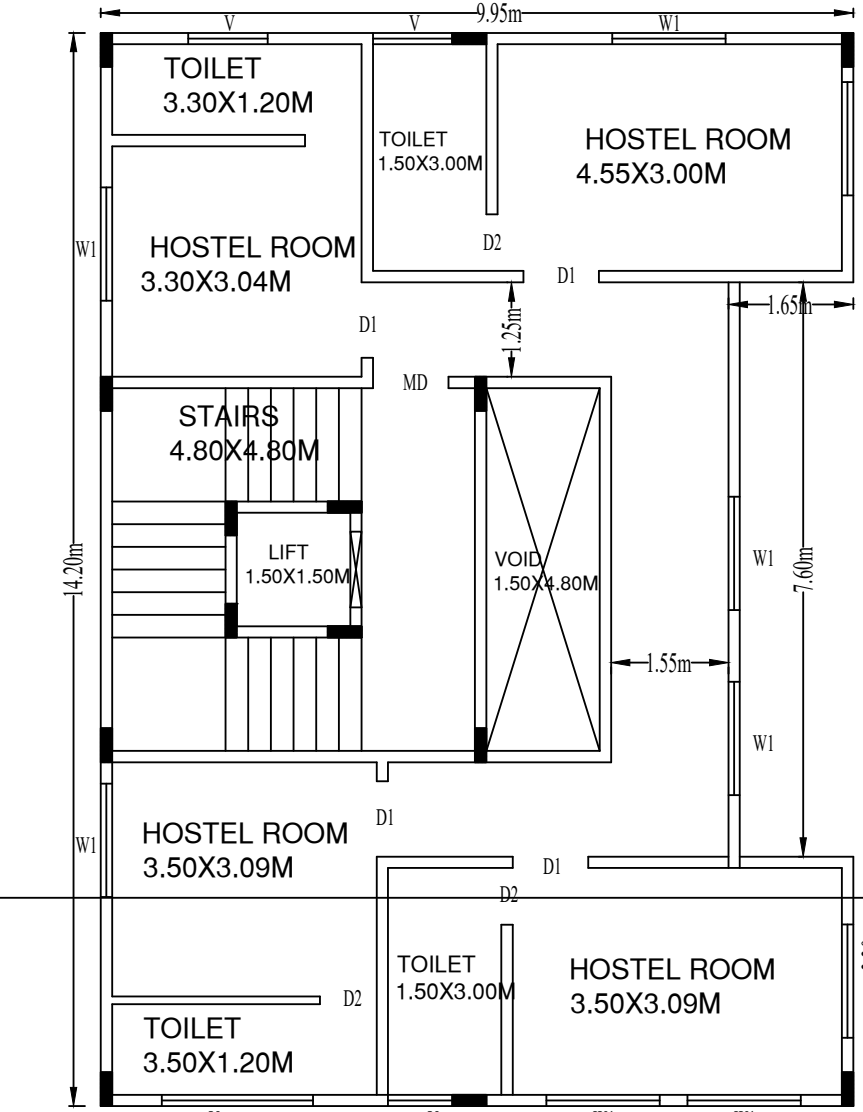 9.95m
V
V
W1
TOILET
3.30X1.20M
TOILET
1.50X3.00M
HOSTEL ROOM
4.55X3.00M
W1
HOSTEL ROOM
3.30X3.04M
D2
D1
1.65m
1.25m
D1
MD
STAIRS
4.80X4.80M
LIFT
1.50X1.50M
VOID
1.50X4.80M
W1
7.60m
14.20m
1.55m
W1
D1
HOSTEL ROOM
3.50X3.09M
W1
D1
D2
TOILET
1.50X3.00M
HOSTEL ROOM
3.50X3.09M
D2
TOILET
3.50X1.20M